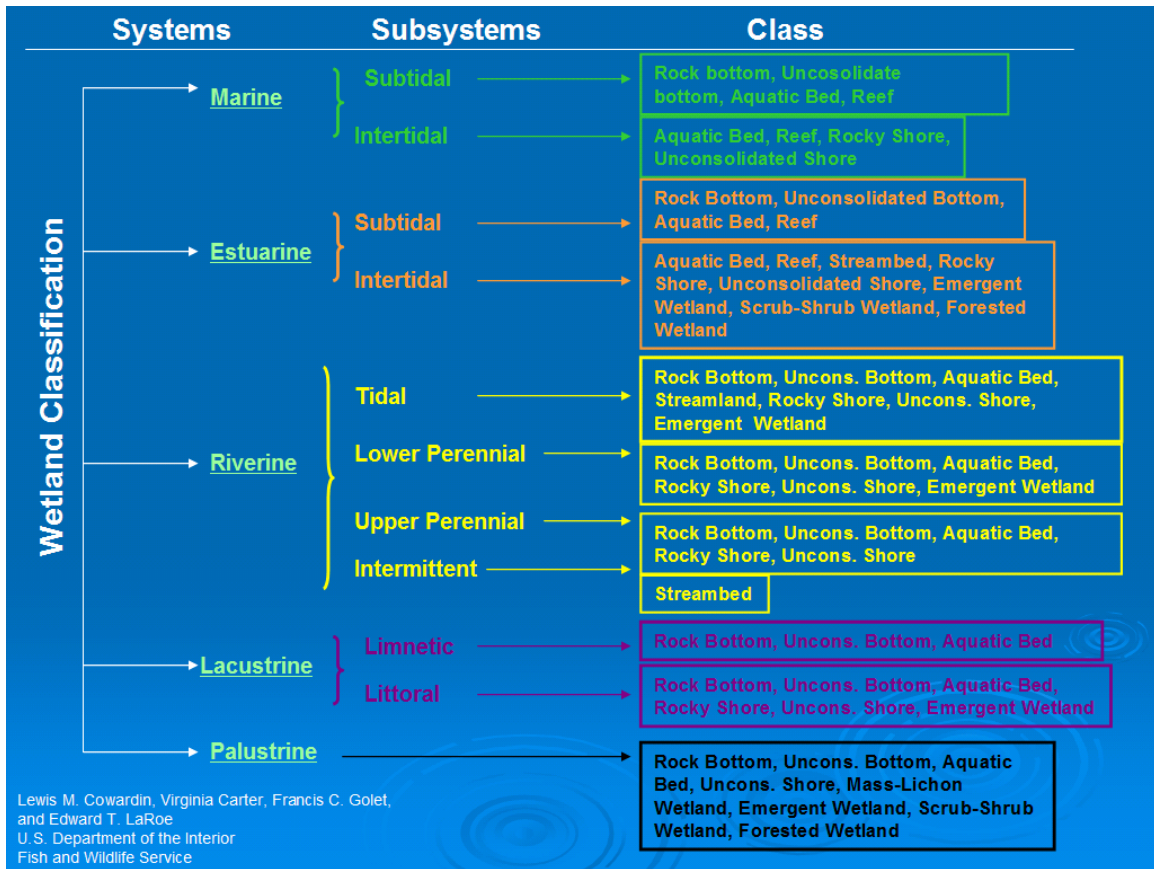 Systems Subsystems Class
Wetland Classification
Marine
Subtidal
Rock bottom, Uncosolidate
bottom, Aquatic Bed, Reef
Intertidal
Aquatic Bed, Reef, Rocky Shore,
Unconsolidated Shore
Estuarine
Subtidal
Rock Bottom, Unconsolidated Bottom,
Aquatic Bed, Reef
Intertidal
Aquatic Bed, Reef, Streambed, Rocky
Shore, Unconsolidated Shore, Emergent
Wetland, Scrub-Shrub Wetland, Forested
Wetland
Riverine
Tidal
Rock Bottom, Uncons. Bottom, Aquatic Bed,
Streamland, Rocky Shore, Uncons. Shore,
Emergent Wetland
Lower Perennial
Rock Bottom, Uncons. Bottom, Aquatic Bed,
Rocky Shore, Uncons. Shore, Emergent Wetland
Upper Perennial
Rock Bottom, Uncons. Bottom, Aquatic Bed,
Rocky Shore, Uncons. Shore
Intermittent
Streambed
Lacustrine
Limnetic
Rock Bottom, Uncons. Bottom, Aquatic Bed
Littoral
Rock Bottom, Uncons. Bottom, Aquatic Bed,
Rocky Shore, Uncons. Shore, Emergent Wetland
Palustrine
Rock Bottom, Uncons. Bottom, Aquatic
Bed, Uncons. Shore, Mass-Lichon
Wetland, Emergent Wetland, Scrub-Shrub
Wetland, Forested Wetland
Lewis M. Cowardin, Virginia Carter, Francis C. Golet,
and Edward T. LaRoe
U.S. Department of the Interior
Fish and Wildlife Service